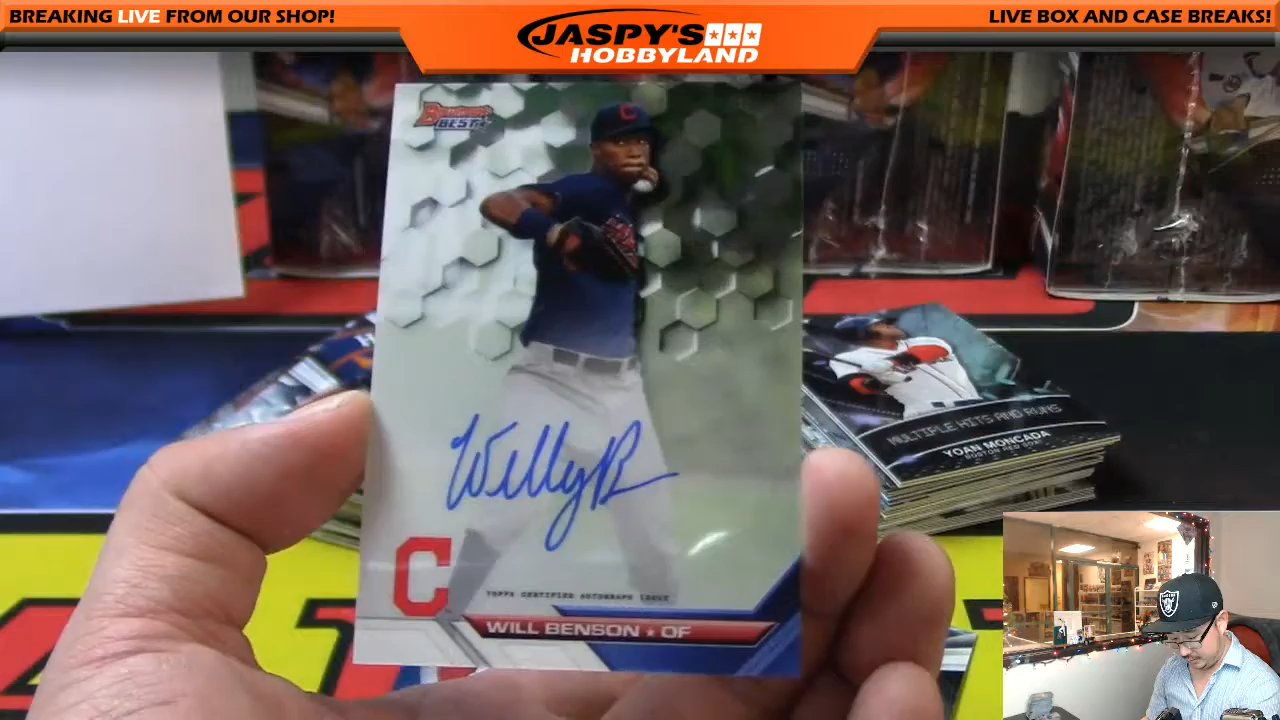 BREAKING LIVE FROM OUR SHOP!
JASPY'S
HOBBYLAND
LIVE BOX AND CASE BREAKS!
BOWMAN'S
BEST
C
WillyB
C
TOPPS CERTIFIED AUTOGRAPH ISSUE
WILL BENSON ★ OF
MULTIPLE HITS AND RUNS
YOAN MONCADA
BOSTON RED SOX